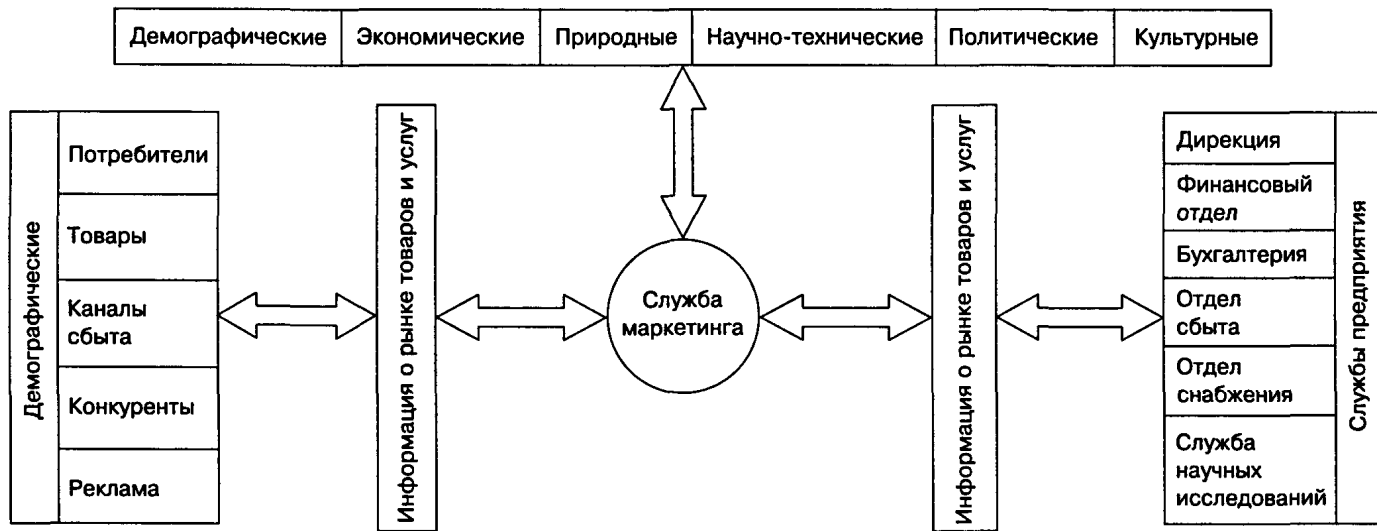 Демографические Экономические Природные Научно-технические Политические Культурные
Демографические
Потребители
Товары
Каналы
сбыта
Конкуренты
Реклама
Информация о рынке товаров и услуг
Служба
маркетинга
Информация о рынке товаров и услуг
Дирекция
Финансовый
отдел
Бухгалтерия
Отдел
сбыта
Отдел
снабжения
Служба
научных
исследований
Службы предприятия